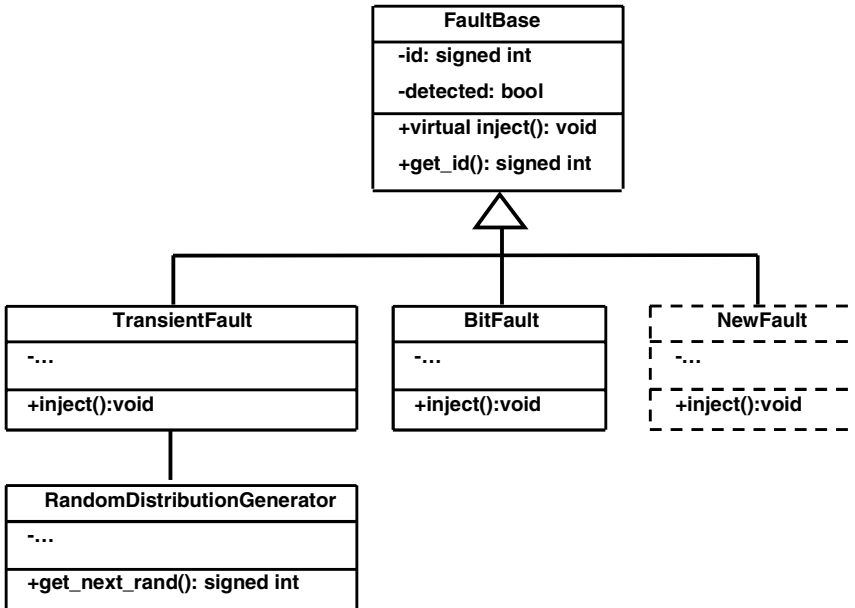 FaultBase
-id: signed int
-detected: bool
+virtual inject(): void
+get_id(): signed int
TransientFault
-...
+inject():void
BitFault
-...
+inject():void
NewFault
-...
+inject():void
RandomDistributionGenerator
-...
+get_next_rand(): signed int